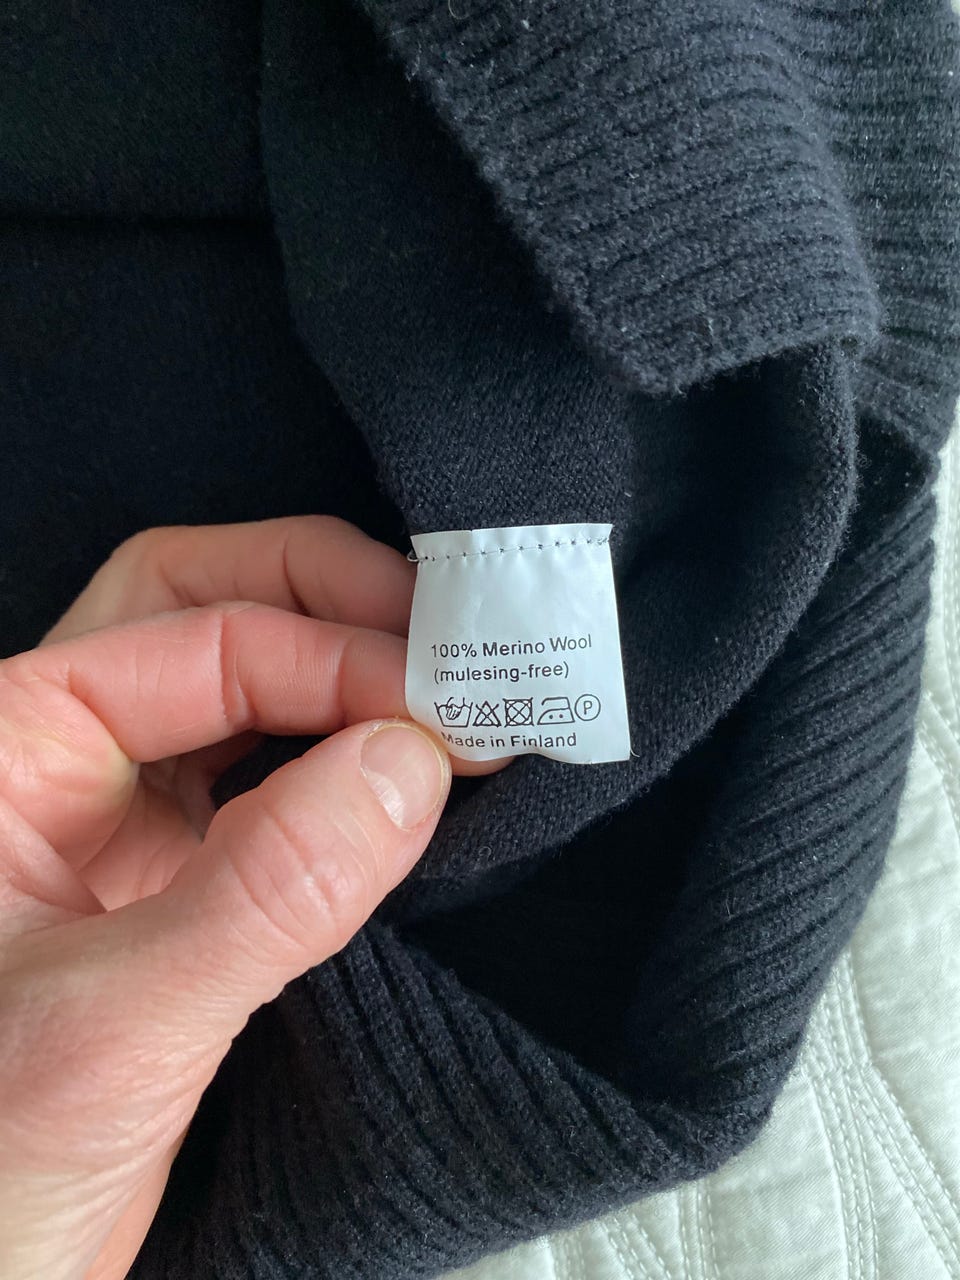 100% Merino Wool
(mulesing-free)
P
Made in Finland